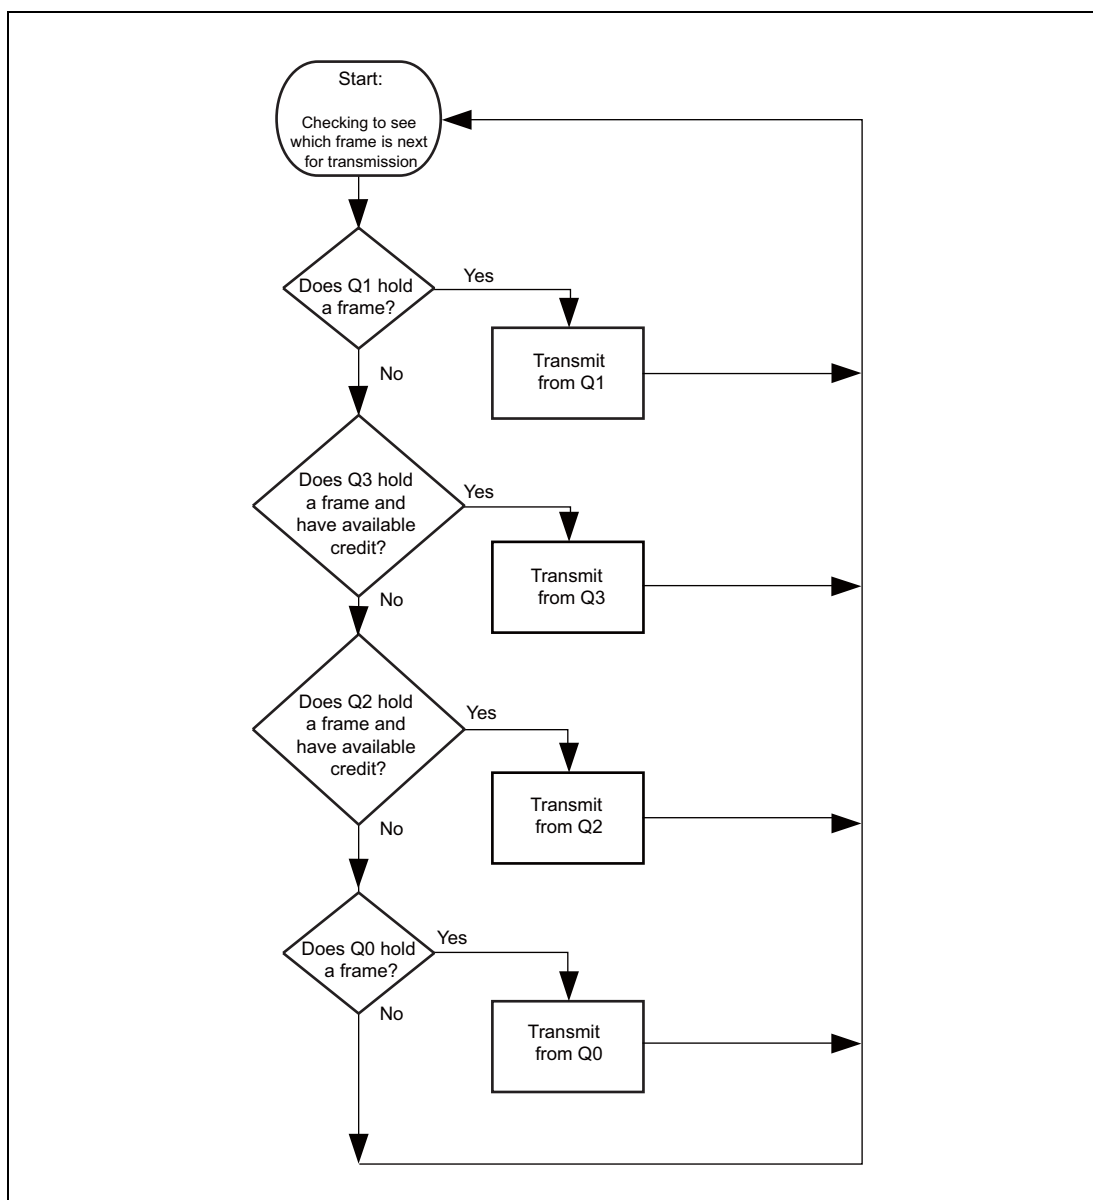 Start:
Checking to see
which frame is next
for transmission
Does Q1 hold
a frame?
Yes
Transmit
from Q1
No
Does Q3 hold
a frame and
have available
credit?
Yes
Transmit
from Q3
No
Does Q2 hold
a frame and
have available
credit?
Yes
Transmit
from Q2
No
Does Q0 hold
a frame?
Yes
Transmit
from Q0
No